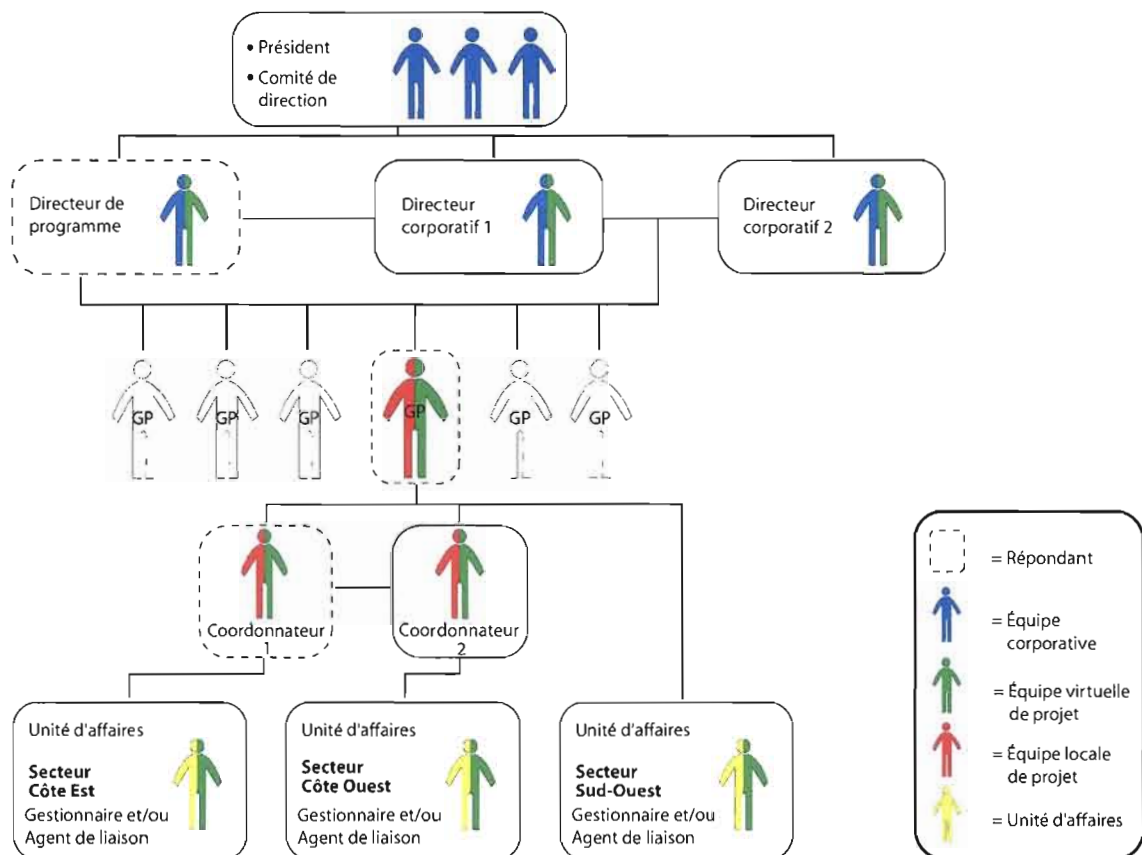 • Président
• Comité de
direction
Directeur de
programme
Directeur
corporatif 1
Directeur
corporatif 2
GP
GP
GP
GP
GP
GP
Coordonnateur
1
Coordonnateur
2
Unité d'affaires
Secteur
Côte Est
Gestionnaire et/ou
Agent de liaison
Unité d'affaires
Secteur
Côte Ouest
Gestionnaire et/ou
Agent de liaison
Unité d'affaires
Secteur
Sud-Ouest
Gestionnaire et/ou
Agent de liaison
= Répondant
= Équipe
corporative
= Équipe virtuelle
de projet
= Équipe locale
de projet
= Unité d'affaires